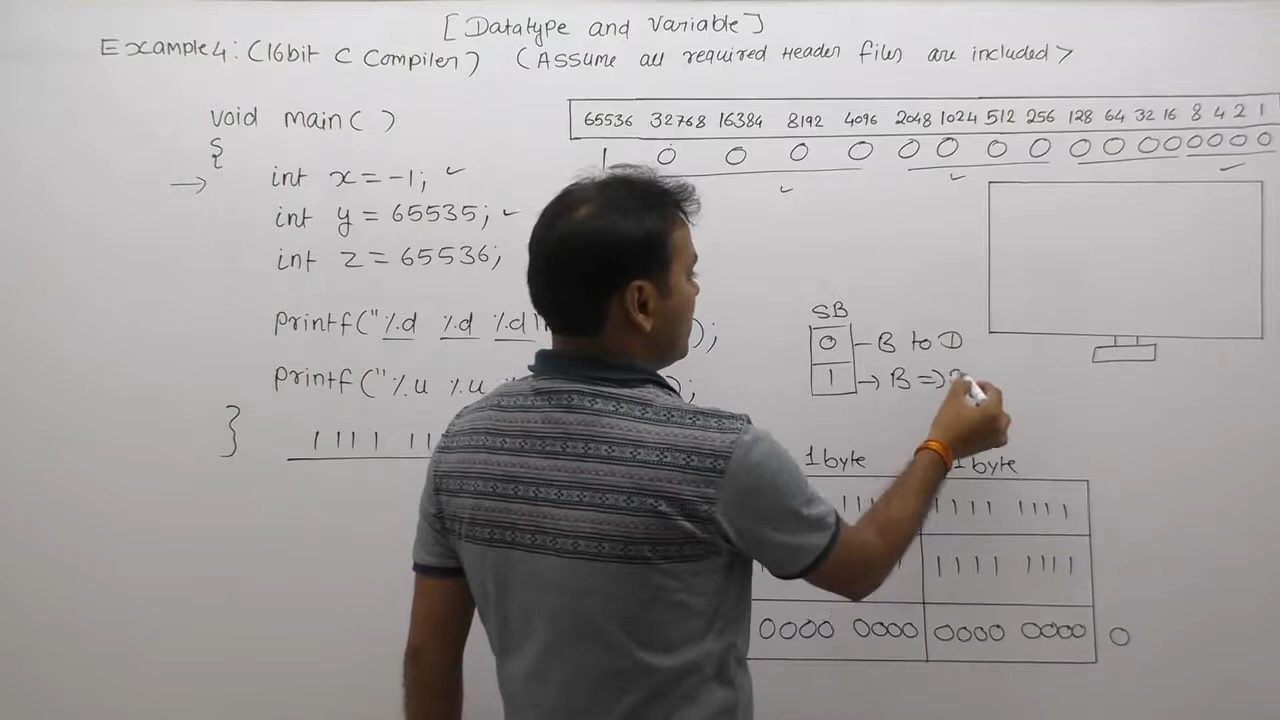 [Datatype and Variable]
Example4: (16bit C Compiler) (Assume all required Header files are included>
void main( )
{
int x = -1;
int y = 65535;
int z = 65536;
printf("%d %d %d );
printf("%u %u );
}
1111 11
65536 32768 16384 8192 4096 2048 1024 512 256 128 64 32 16 8 4 2 1
1 0 0 0 0 0 0 0 0 0 0 0 0 0 0 0 0
SB
0 - B to D
1 → B ⇒
1 byte 1 byte
111 1111 1111
1111 1111
0000 0000 0000 0000 0